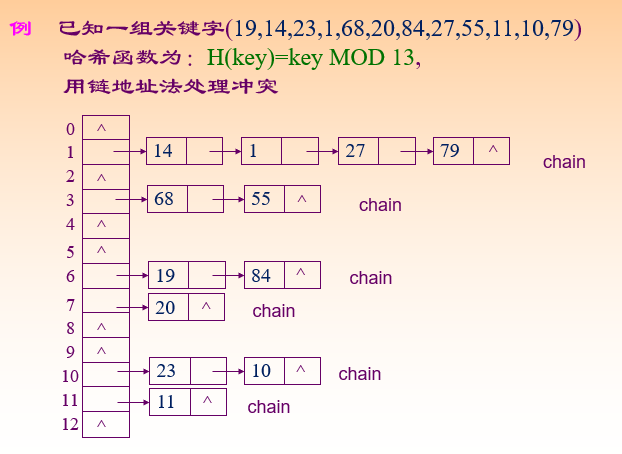 例 已知一组关键字(19,14,23,1,68,20,84,27,55,11,10,79)
哈希函数为：H(key)=key MOD 13,
用链地址法处理冲突
0 ^
1 14 1 27 79 ^ chain
2 ^
3 68 55 ^ chain
4 ^
5 ^
6 19 84 ^ chain
7 20 ^ chain
8 ^
9 ^
10 23 10 ^ chain
11 11 ^ chain
12 ^